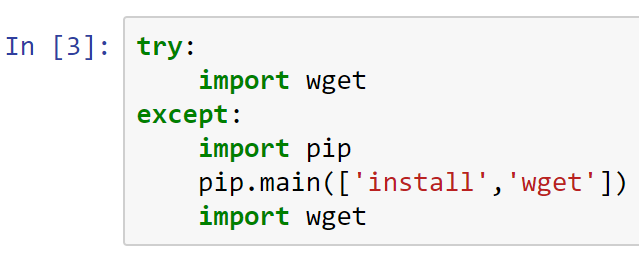 In [3]: try:
    import wget
except:
    import pip
    pip.main(['install','wget'])
    import wget